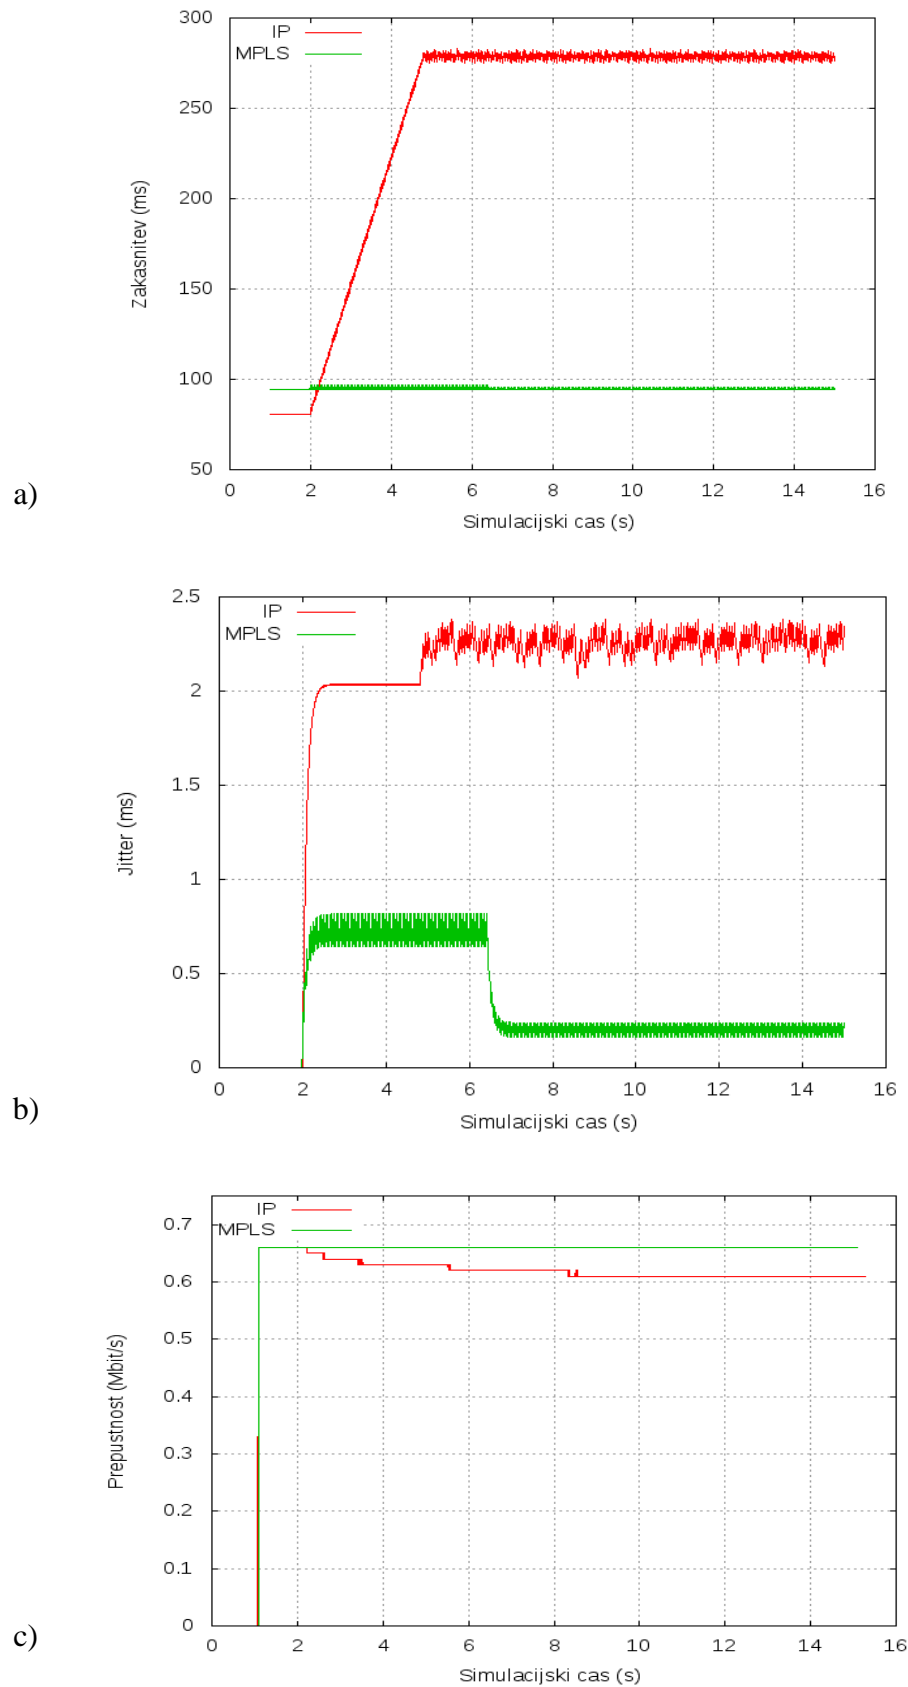 300
IP
MPLS
250
200
Zakasnitev (ms)
150
100
50
0 2 4 6 8 10 12 14 16
a)
Simulacijski cas (s)
2.5
IP
MPLS
2
1.5
Jitter (ms)
1
0.5
0
0 2 4 6 8 10 12 14 16
b)
Simulacijski cas (s)
0.7
IP
MPLS
0.6
0.5
0.4
Prepustnost (Mbit/s)
0.3
0.2
0.1
0
c)
0 2 4 6 8 10 12 14 16
Simulacijski cas (s)